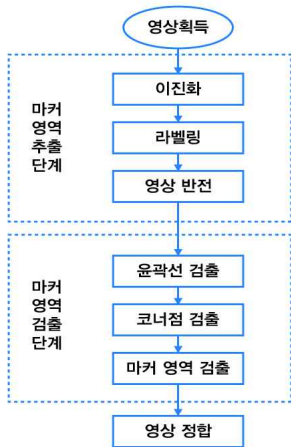 영상획득
마커
영역
추출
단계
이진화
라벨링
영상 반전
마커
영역
검출
단계
윤곽선 검출
코너점 검출
마커 영역 검출
영상 정합